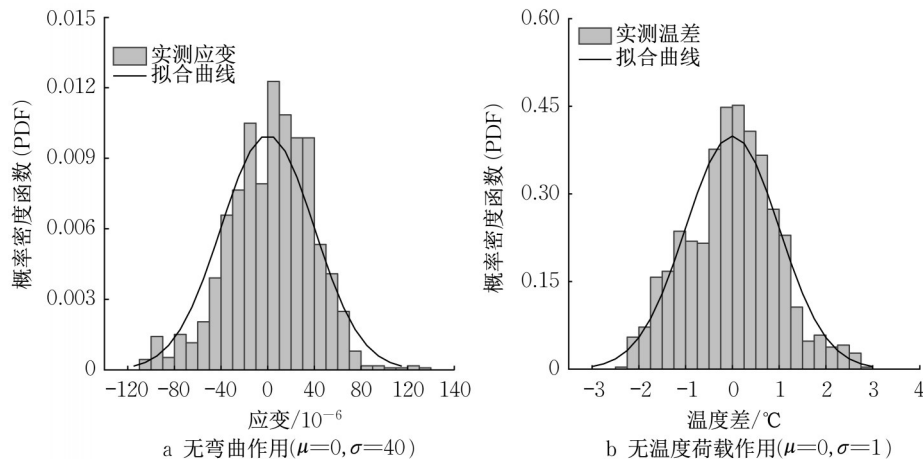 0.015
0.012
0.009
0.006
0.003
0
实测应变
拟合曲线
概率密度函数(PDF)
-120 -80 -40 0 40 80 120 140
应变/10⁻⁶
a 无弯曲作用(μ=0,σ=40)
0.60
0.45
0.30
0.15
0
实测温差
拟合曲线
概率密度函数(PDF)
-3 -2 -1 0 1 2 3 4
温度差/℃
b 无温度荷载作用(μ=0,σ=1)